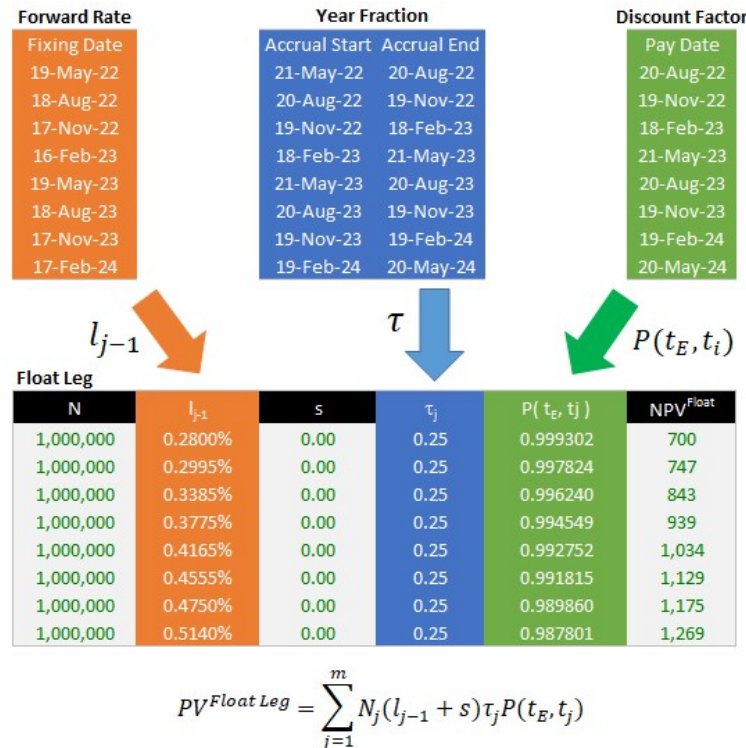 Forward Rate Year Fraction Discount Factor
Fixing Date Accrual Start Accrual End Pay Date
19-May-22 21-May-22 20-Aug-22 20-Aug-22
18-Aug-22 20-Aug-22 19-Nov-22 19-Nov-22
17-Nov-22 19-Nov-22 18-Feb-23 18-Feb-23
16-Feb-23 18-Feb-23 21-May-23 21-May-23
19-May-23 21-May-23 20-Aug-23 20-Aug-23
18-Aug-23 20-Aug-23 19-Nov-23 19-Nov-23
17-Nov-23 19-Nov-23 19-Feb-24 19-Feb-24
17-Feb-24 19-Feb-24 20-May-24 20-May-24
l_{j−1} τ P(t_E, t_i)
Float Leg
N l_{j-1} s τ_j P( t_E, tj ) NPV^{Float}
1,000,000 0.2800% 0.00 0.25 0.999302 700
1,000,000 0.2995% 0.00 0.25 0.997824 747
1,000,000 0.3385% 0.00 0.25 0.996240 843
1,000,000 0.3775% 0.00 0.25 0.994549 939
1,000,000 0.4165% 0.00 0.25 0.992752 1,034
1,000,000 0.4555% 0.00 0.25 0.991815 1,129
1,000,000 0.4750% 0.00 0.25 0.989860 1,175
1,000,000 0.5140% 0.00 0.25 0.987801 1,269
PV^{Float Leg} = \sum_{j=1}^{m} N_j(l_{j−1} + s)τ_jP(t_E, t_j)